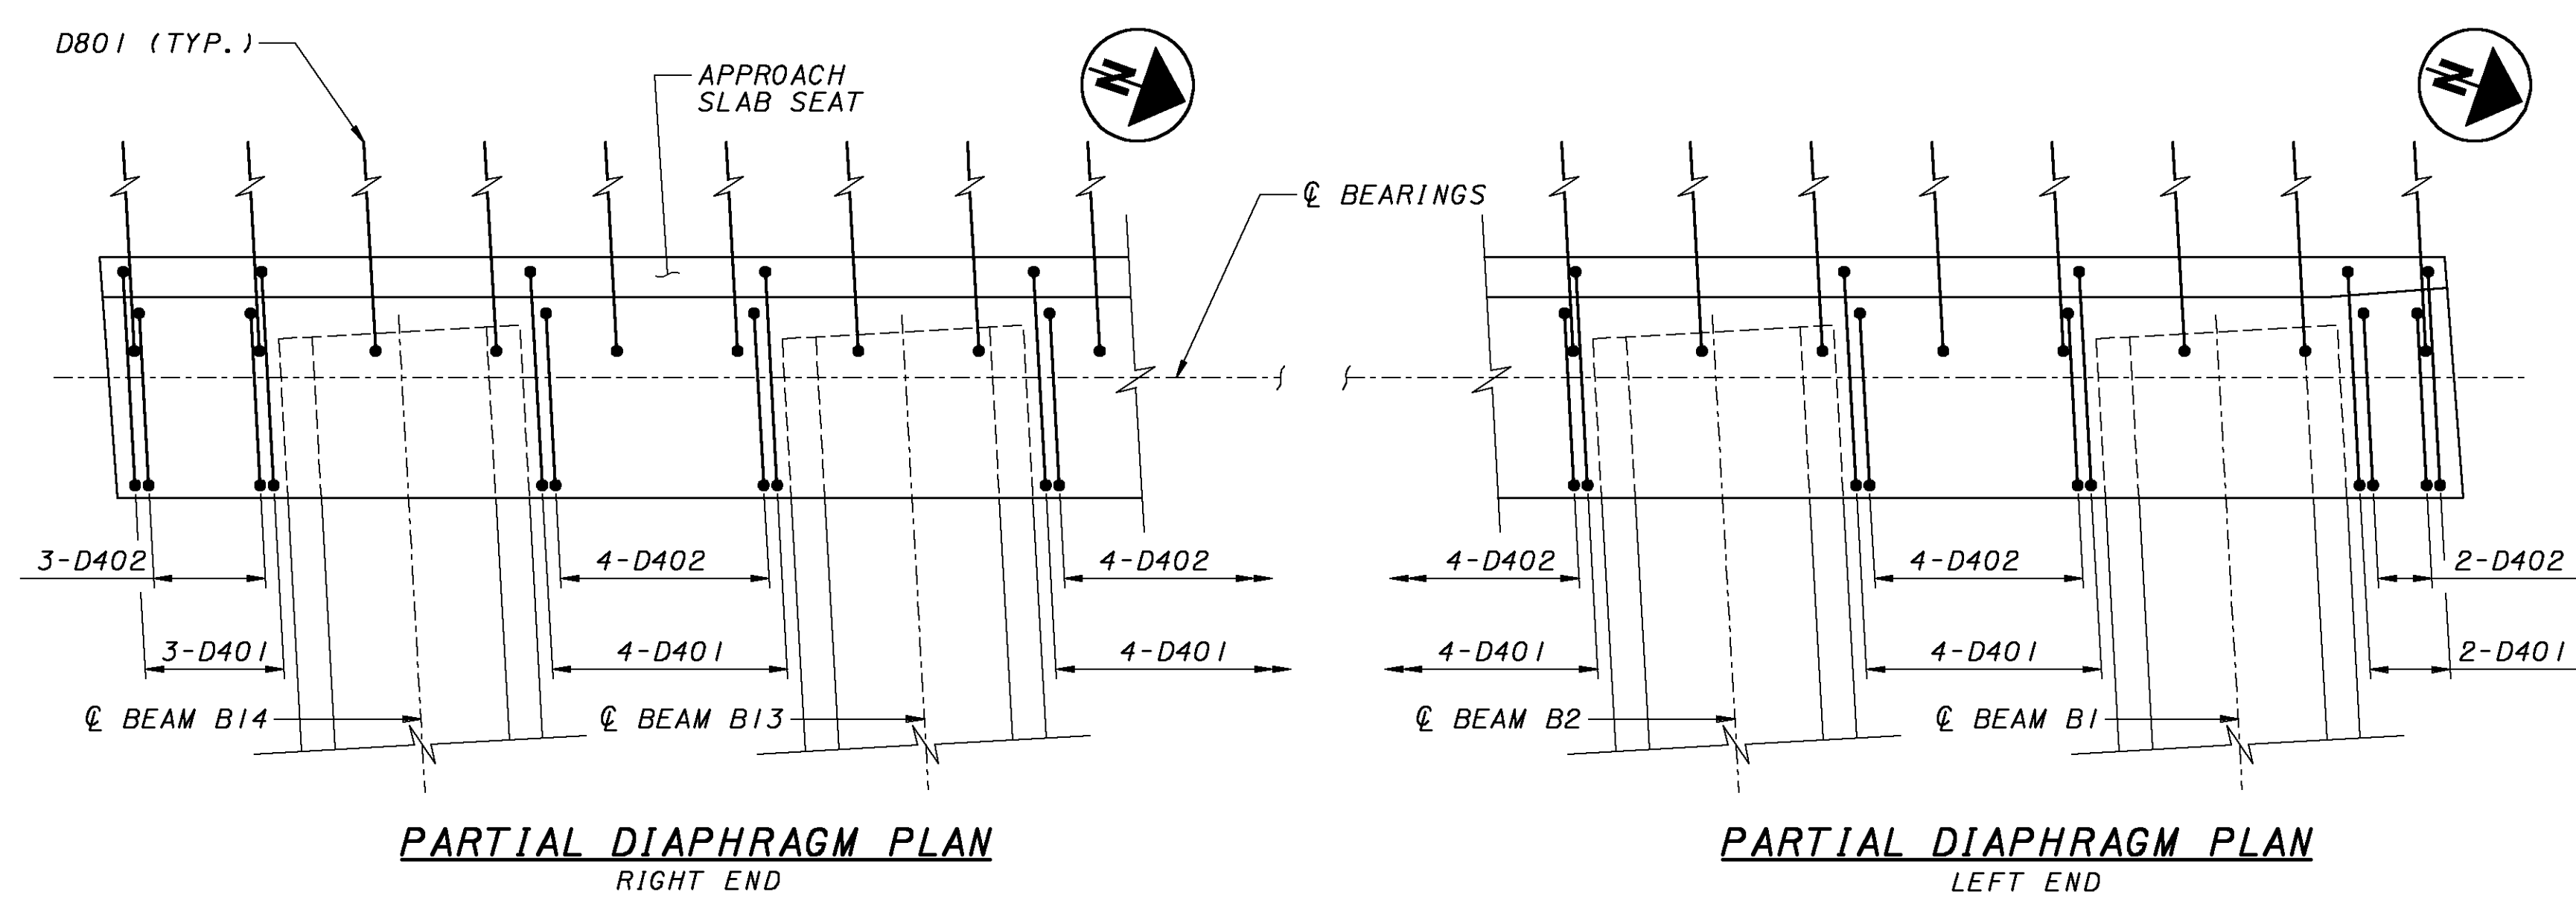 D801 (TYP.)
APPROACH
SLAB SEAT
N
N
℄ BEARINGS
3-D402
4-D402
4-D402
4-D402
4-D402
2-D402
3-D401
4-D401
4-D401
4-D401
4-D401
2-D401
℄ BEAM B14
℄ BEAM B13
℄ BEAM B2
℄ BEAM B1
PARTIAL DIAPHRAGM PLAN
RIGHT END
PARTIAL DIAPHRAGM PLAN
LEFT END